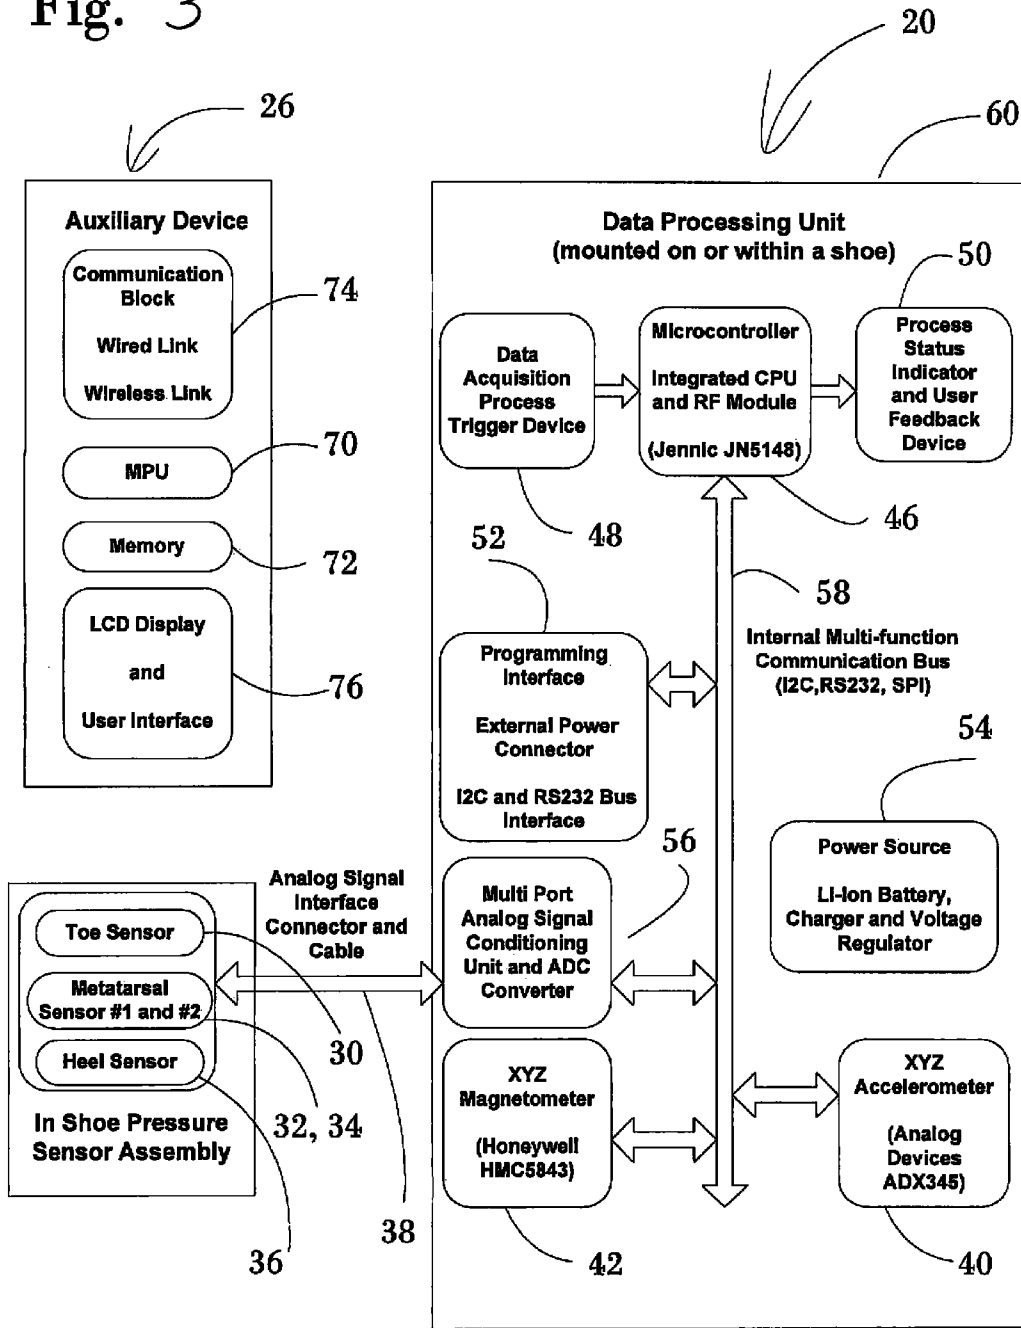 Fig. 3
20
26
60
Auxiliary Device
Communication
Block
Wired Link
Wireless Link
74
MPU
70
Memory
72
LCD Display
and
User Interface
76
Data Processing Unit
(mounted on or within a shoe)
50
Data
Acquisition
Process
Trigger Device
48
Microcontroller
Integrated CPU
and RF Module
(Jennic JN5148)
46
Process
Status
Indicator
and User
Feedback
Device
52
58
Programming
Interface
External Power
Connector
I2C and RS232 Bus
Interface
Internal Multi-function
Communication Bus
(I2C,RS232, SPI)
54
Power Source
Li-Ion Battery,
Charger and Voltage
Regulator
56
Multi Port
Analog Signal
Conditioning
Unit and ADC
Converter
Analog Signal
Interface
Connector and
Cable
Toe Sensor
Metatarsal
Sensor #1 and #2
Heel Sensor
In Shoe Pressure
Sensor Assembly
30
32, 34
36
38
XYZ
Magnetometer
(Honeywell
HMC5843)
42
XYZ
Accelerometer
(Analog
Devices
ADX345)
40